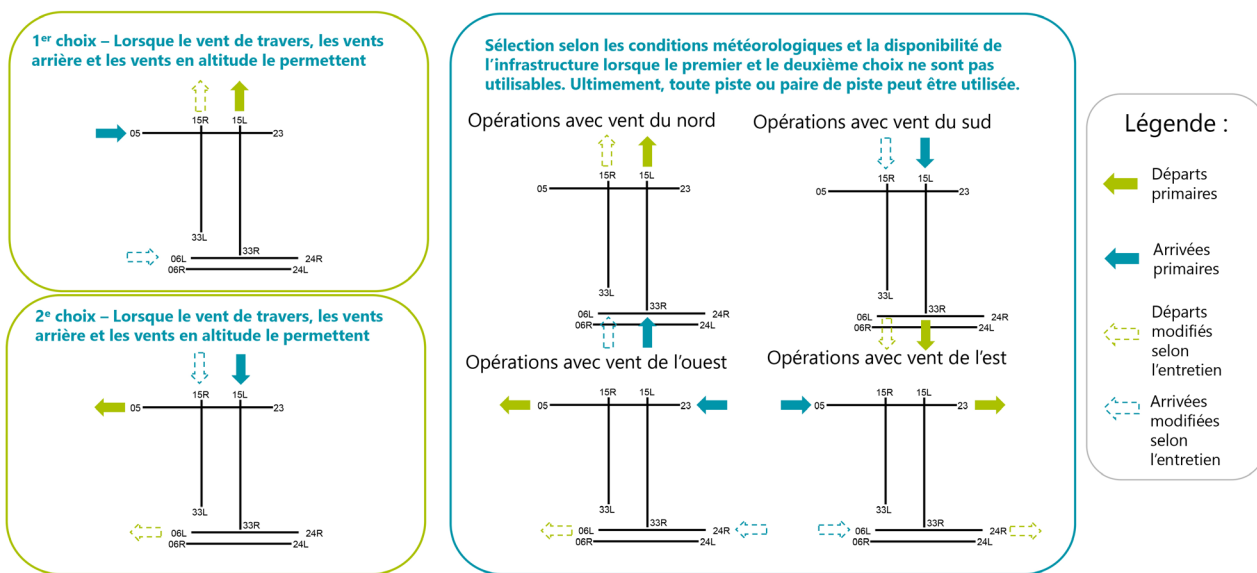 1er choix – Lorsque le vent de travers, les vents
arrière et les vents en altitude le permettent
15R 15L
05 23
33L
33R
06L 24R
06R 24L
2e choix – Lorsque le vent de travers, les vents
arrière et les vents en altitude le permettent
15R 15L
05 23
33L
33R
06L 24R
06R 24L
Sélection selon les conditions météorologiques et la disponibilité de
l’infrastructure lorsque le premier et le deuxième choix ne sont pas
utilisables. Ultimement, toute piste ou paire de piste peut être utilisée.
Opérations avec vent du nord
15R 15L
05 23
33L
33R
06L 24R
06R 24L
Opérations avec vent du sud
15R 15L
05 23
33L
33R
06L 24R
06R 24L
Opérations avec vent de l’ouest
15R 15L
05 23
33L
33R
06L 24R
06R 24L
Opérations avec vent de l’est
15R 15L
05 23
33L
33R
06L 24R
06R 24L
Légende :
Départs
primaires
Arrivées
primaires
Départs
modifiés
selon
l’entretien
Arrivées
modifiées
selon
l’entretien